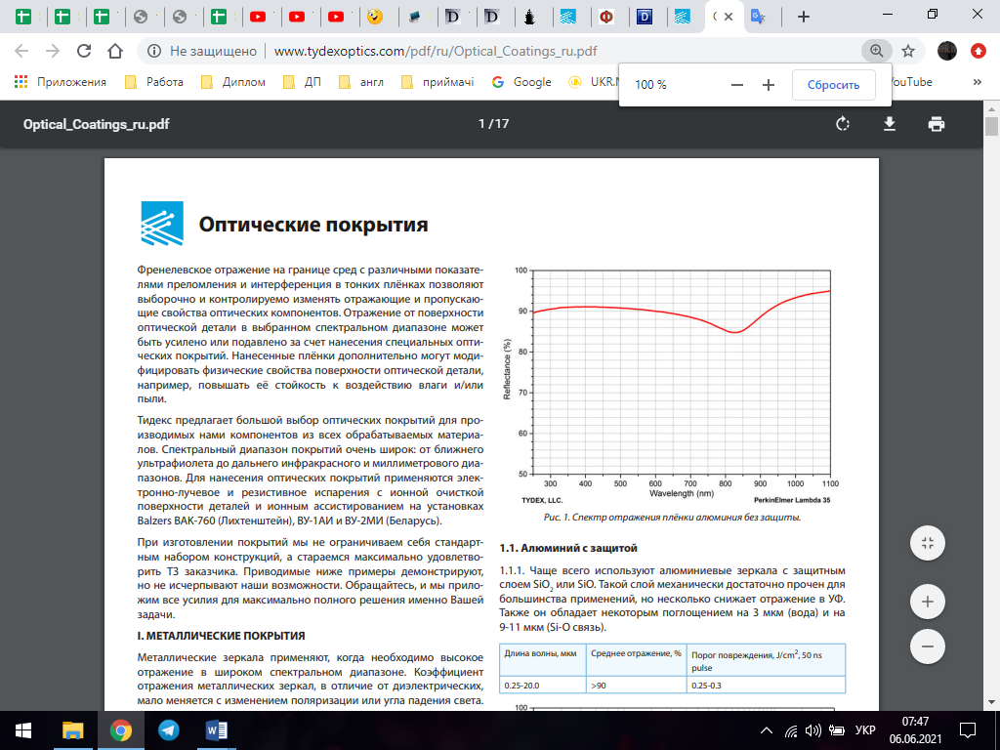 Не защищено
www.tydexoptics.com/pdf/ru/Optical_Coatings_ru.pdf
Приложения
Работа
Диплом
ДП
англ
приймачі
Google
UKR.
100 %
Сбросить
YouTube
»
Optical_Coatings_ru.pdf
1 / 17
Оптические покрытия
Френелевское отражение на границе сред с различными показате-
лями преломления и интерференция в тонких плёнках позволяют
выборочно и контролируемо изменять отражающие и пропускаю-
щие свойства оптических компонентов. Отражение от поверхности
оптической детали в выбранном спектральном диапазоне может
быть усилено или подавлено за счет нанесения специальных опти-
ческих покрытий. Нанесенные плёнки дополнительно могут моди-
фицировать физические свойства поверхности оптической детали,
например, повышать её стойкость к воздействию влаги и/или
пыли.
Тидекс предлагает большой выбор оптических покрытий для про-
изводимых нами компонентов из всех обрабатываемых материа-
лов. Спектральный диапазон покрытий очень широк: от ближнего
ультрафиолета до дальнего инфракрасного и миллиметрового диа-
пазонов. Для нанесения оптических покрытий применяются элек-
тронно-лучевое и резистивное испарения с ионной очисткой
поверхности деталей и ионным ассистированием на установках
Balzers BAK-760 (Лихтенштейн), ВУ-1АИ и ВУ-2МИ (Беларусь).
При изготовлении покрытий мы не ограничиваем себя стандарт-
ным набором конструкций, а стараемся максимально удовлетво-
рить ТЗ заказчика. Приводимые ниже примеры демонстрируют,
но не исчерпывают наши возможности. Обращайтесь, и мы прило-
жим все усилия для максимально полного решения именно Вашей
задачи.
I. МЕТАЛЛИЧЕСКИЕ ПОКРЫТИЯ
Металлические зеркала применяют, когда необходимо высокое
отражение в широком спектральном диапазоне. Коэффициент
отражения металлических зеркал, в отличие от диэлектрических,
мало меняется с изменением поляризации или угла падения света.
100
90
80
70
60
50
Reflectance (%)
300 400 500 600 700 800 900 1000 1100
Wavelength (nm)
TYDEX, LLC.
PerkinElmer Lambda 35
Рис. 1. Спектр отражения плёнки алюминия без защиты.
1.1. Алюминий с защитой
1.1.1. Чаще всего используют алюминиевые зеркала с защитным
слоем SiO2 или SiO. Такой слой механически достаточно прочен для
большинства применений, но несколько снижает отражение в УФ.
Также он обладает некоторым поглощением на 3 мкм (вода) и на
9-11 мкм (Si-O связь).
Длина волны, мкм
Среднее отражение, %
Порог повреждения, J/cm2, 50 ns
pulse
0.25-20.0
>90
0.25-0.3
100
УКР
07:47
06.06.2021